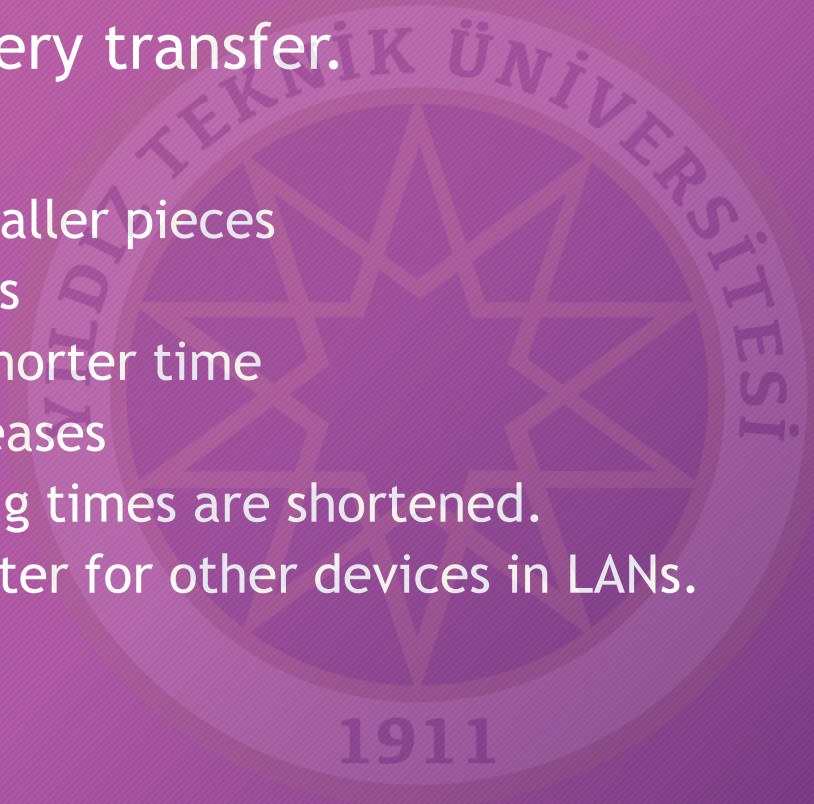 ery transfer.
YILDIZ TEKNİK ÜNİVERSİTESİ
aller pieces
s
horter time
eases
g times are shortened.
ter for other devices in LANs.
1911